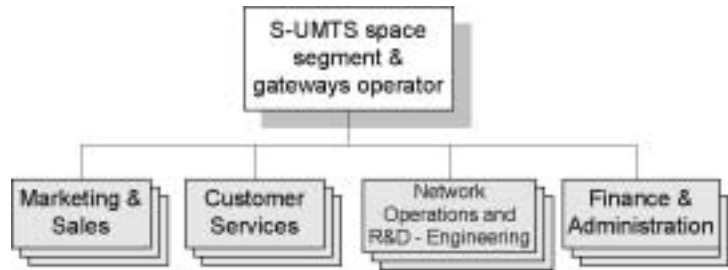 S-UMTS space
segment &
gateways operator
Marketing &
Sales
Customer
Services
Network
Operations and
R&D - Engineering
Finance &
Administration